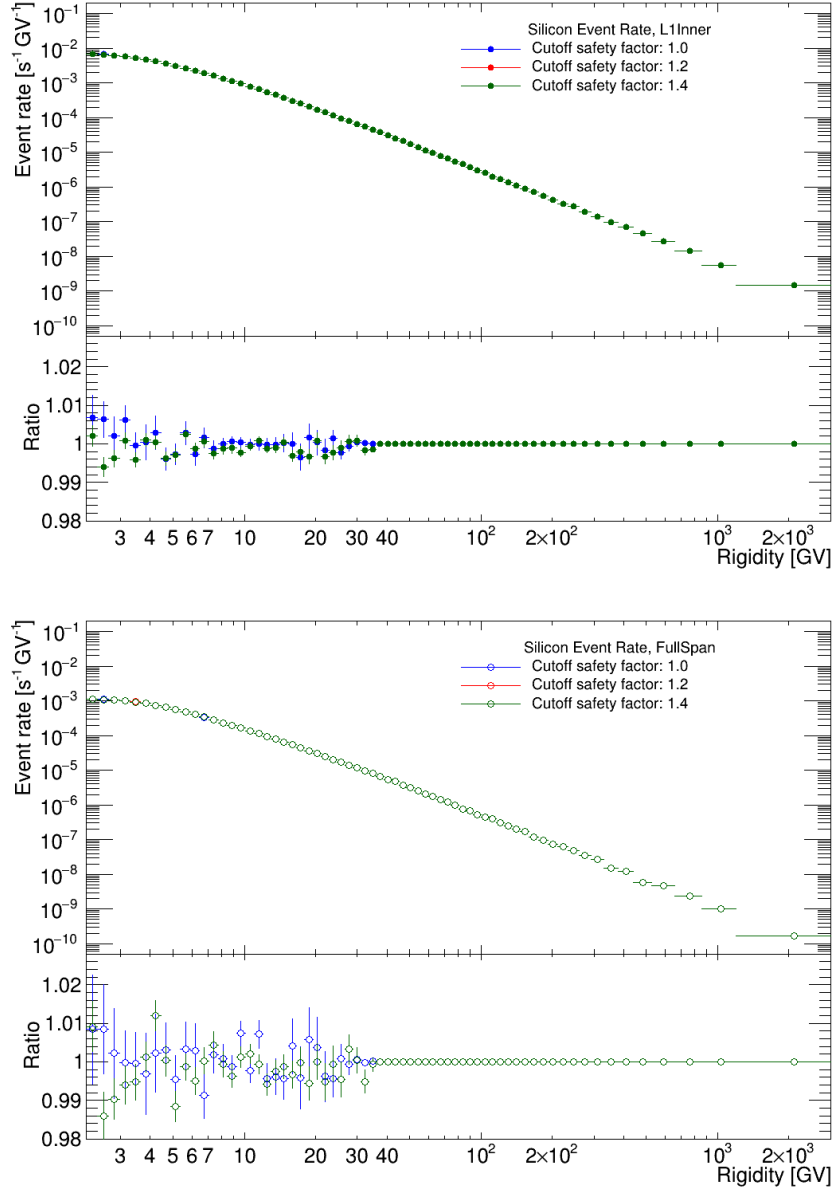 Silicon Event Rate, L1Inner
Cutoff safety factor: 1.0
Cutoff safety factor: 1.2
Cutoff safety factor: 1.4
Event rate [s⁻¹ GV⁻¹]
10⁻¹
10⁻²
10⁻³
10⁻⁴
10⁻⁵
10⁻⁶
10⁻⁷
10⁻⁸
10⁻⁹
10⁻¹⁰
Ratio
1.02
1.01
1
0.99
0.98
3 4 5 6 7 10 20 30 40 10² 2×10² 10³ 2×10³
Rigidity [GV]
Silicon Event Rate, FullSpan
Cutoff safety factor: 1.0
Cutoff safety factor: 1.2
Cutoff safety factor: 1.4
Event rate [s⁻¹ GV⁻¹]
10⁻¹
10⁻²
10⁻³
10⁻⁴
10⁻⁵
10⁻⁶
10⁻⁷
10⁻⁸
10⁻⁹
10⁻¹⁰
Ratio
1.02
1.01
1
0.99
0.98
3 4 5 6 7 10 20 30 40 10² 2×10² 10³ 2×10³
Rigidity [GV]